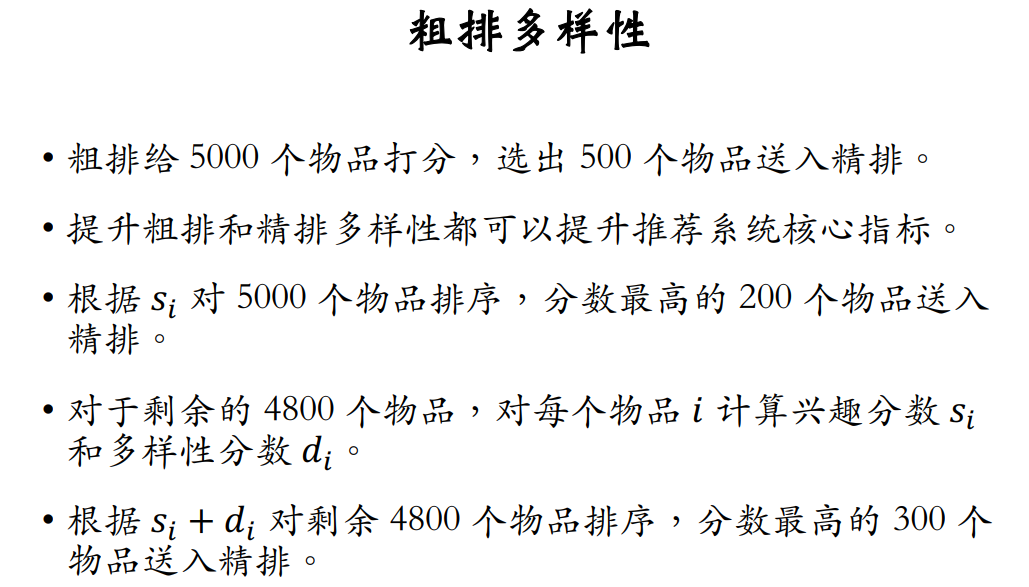 粗排多样性
• 粗排给 5000 个物品打分，选出 500 个物品送入精排。
• 提升粗排和精排多样性都可以提升推荐系统核心指标。
• 根据 sᵢ 对 5000 个物品排序，分数最高的 200 个物品送入
精排。
• 对于剩余的 4800 个物品，对每个物品 i 计算兴趣分数 sᵢ
和多样性分数 dᵢ。
• 根据 sᵢ + dᵢ 对剩余 4800 个物品排序，分数最高的 300 个
物品送入精排。